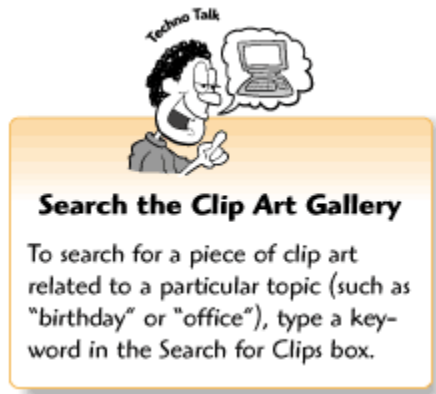 Techno Talk
Search the Clip Art Gallery
To search for a piece of clip art
related to a particular topic (such as
"birthday" or "office"), type a key-
word in the Search for Clips box.